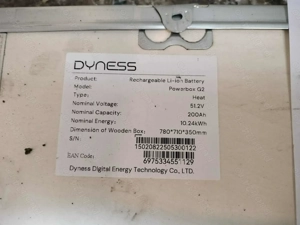 DYNESS
Product: Rechargeable Li-ion Battery
Model: Powerbox G2
Type: Heat
Nominal Voltage: 51.2V
Nominal Capacity: 200Ah
Nominal Energy: 10.24kWh
Dimension of Wooden Box: 780*710*350mm
S/N:
15020822505300122
EAN Code:
6975334551129
Dyness Digital Energy Technology Co., LTD.